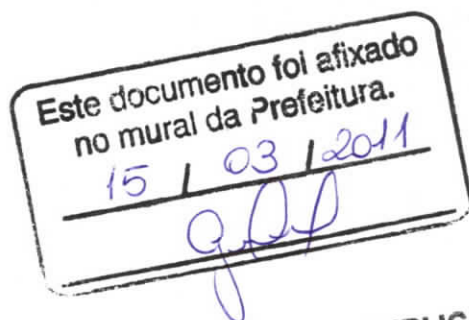 Este documento foi afixado
no mural da Prefeitura.
15 / 03 / 2011